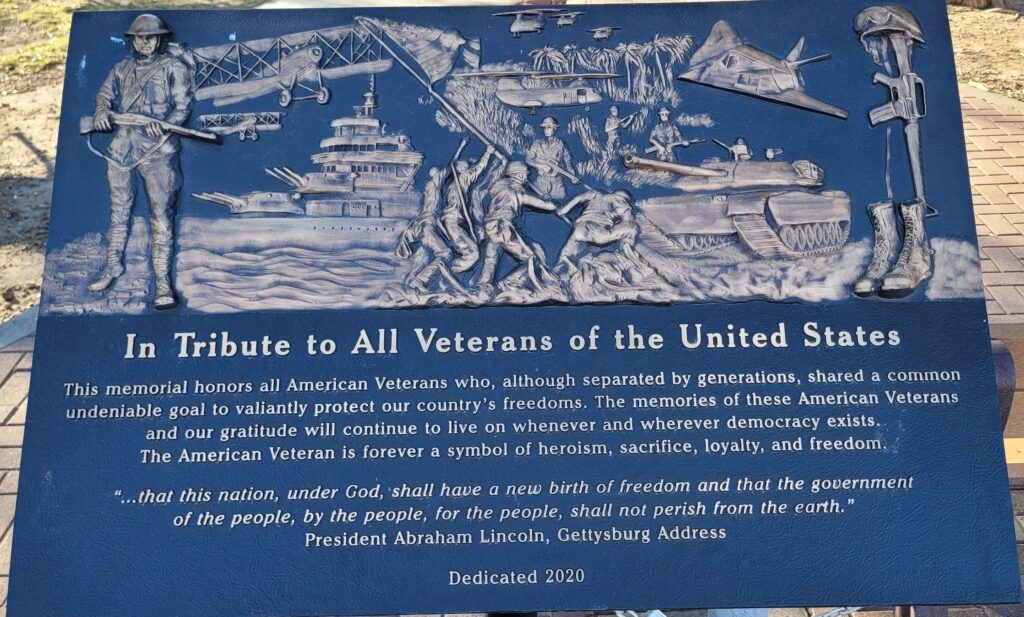 In Tribute to All Veterans of the United States
This memorial honors all American Veterans who, although separated by generations, shared a common
undeniable goal to valiantly protect our country's freedoms. The memories of these American Veterans
and our gratitude will continue to live on whenever and wherever democracy exists.
The American Veteran is forever a symbol of heroism, sacrifice, loyalty, and freedom.
"...that this nation, under God, shall have a new birth of freedom and that the government
of the people, by the people, for the people, shall not perish from the earth."
President Abraham Lincoln, Gettysburg Address
Dedicated 2020